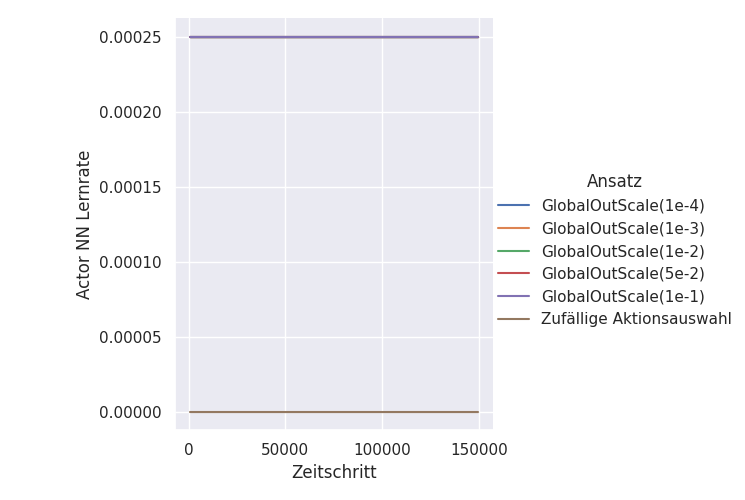 0.00025
0.00020
0.00015
0.00010
0.00005
0.00000
Actor NN Lernrate
0 50000 100000 150000
Zeitschritt
Ansatz
GlobalOutScale(1e-4)
GlobalOutScale(1e-3)
GlobalOutScale(1e-2)
GlobalOutScale(5e-2)
GlobalOutScale(1e-1)
Zufällige Aktionsauswahl